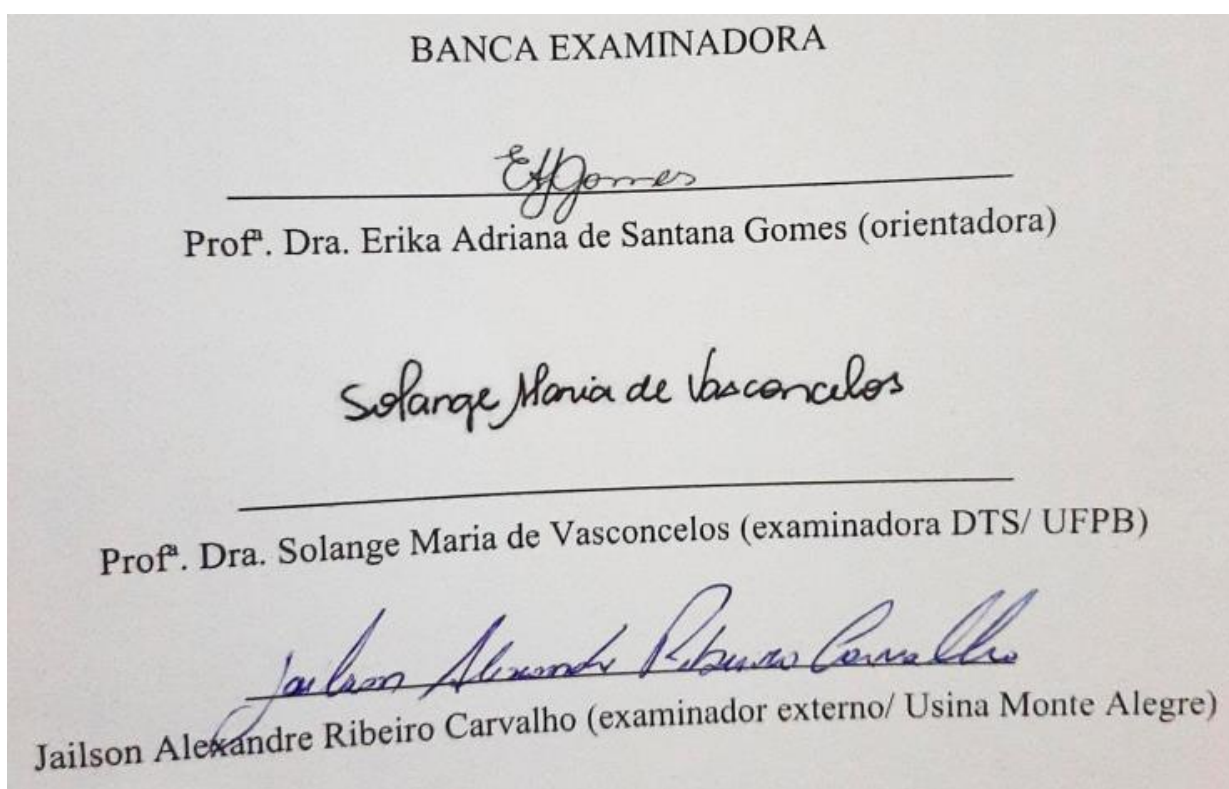 BANCA EXAMINADORA
EAGomes
Profª. Dra. Erika Adriana de Santana Gomes (orientadora)
Solange Maria de Vasconcelos
Profª. Dra. Solange Maria de Vasconcelos (examinadora DTS/ UFPB)
Jailson Alexandre Ribeiro Carvalho
Jailson Alexandre Ribeiro Carvalho (examinador externo/ Usina Monte Alegre)